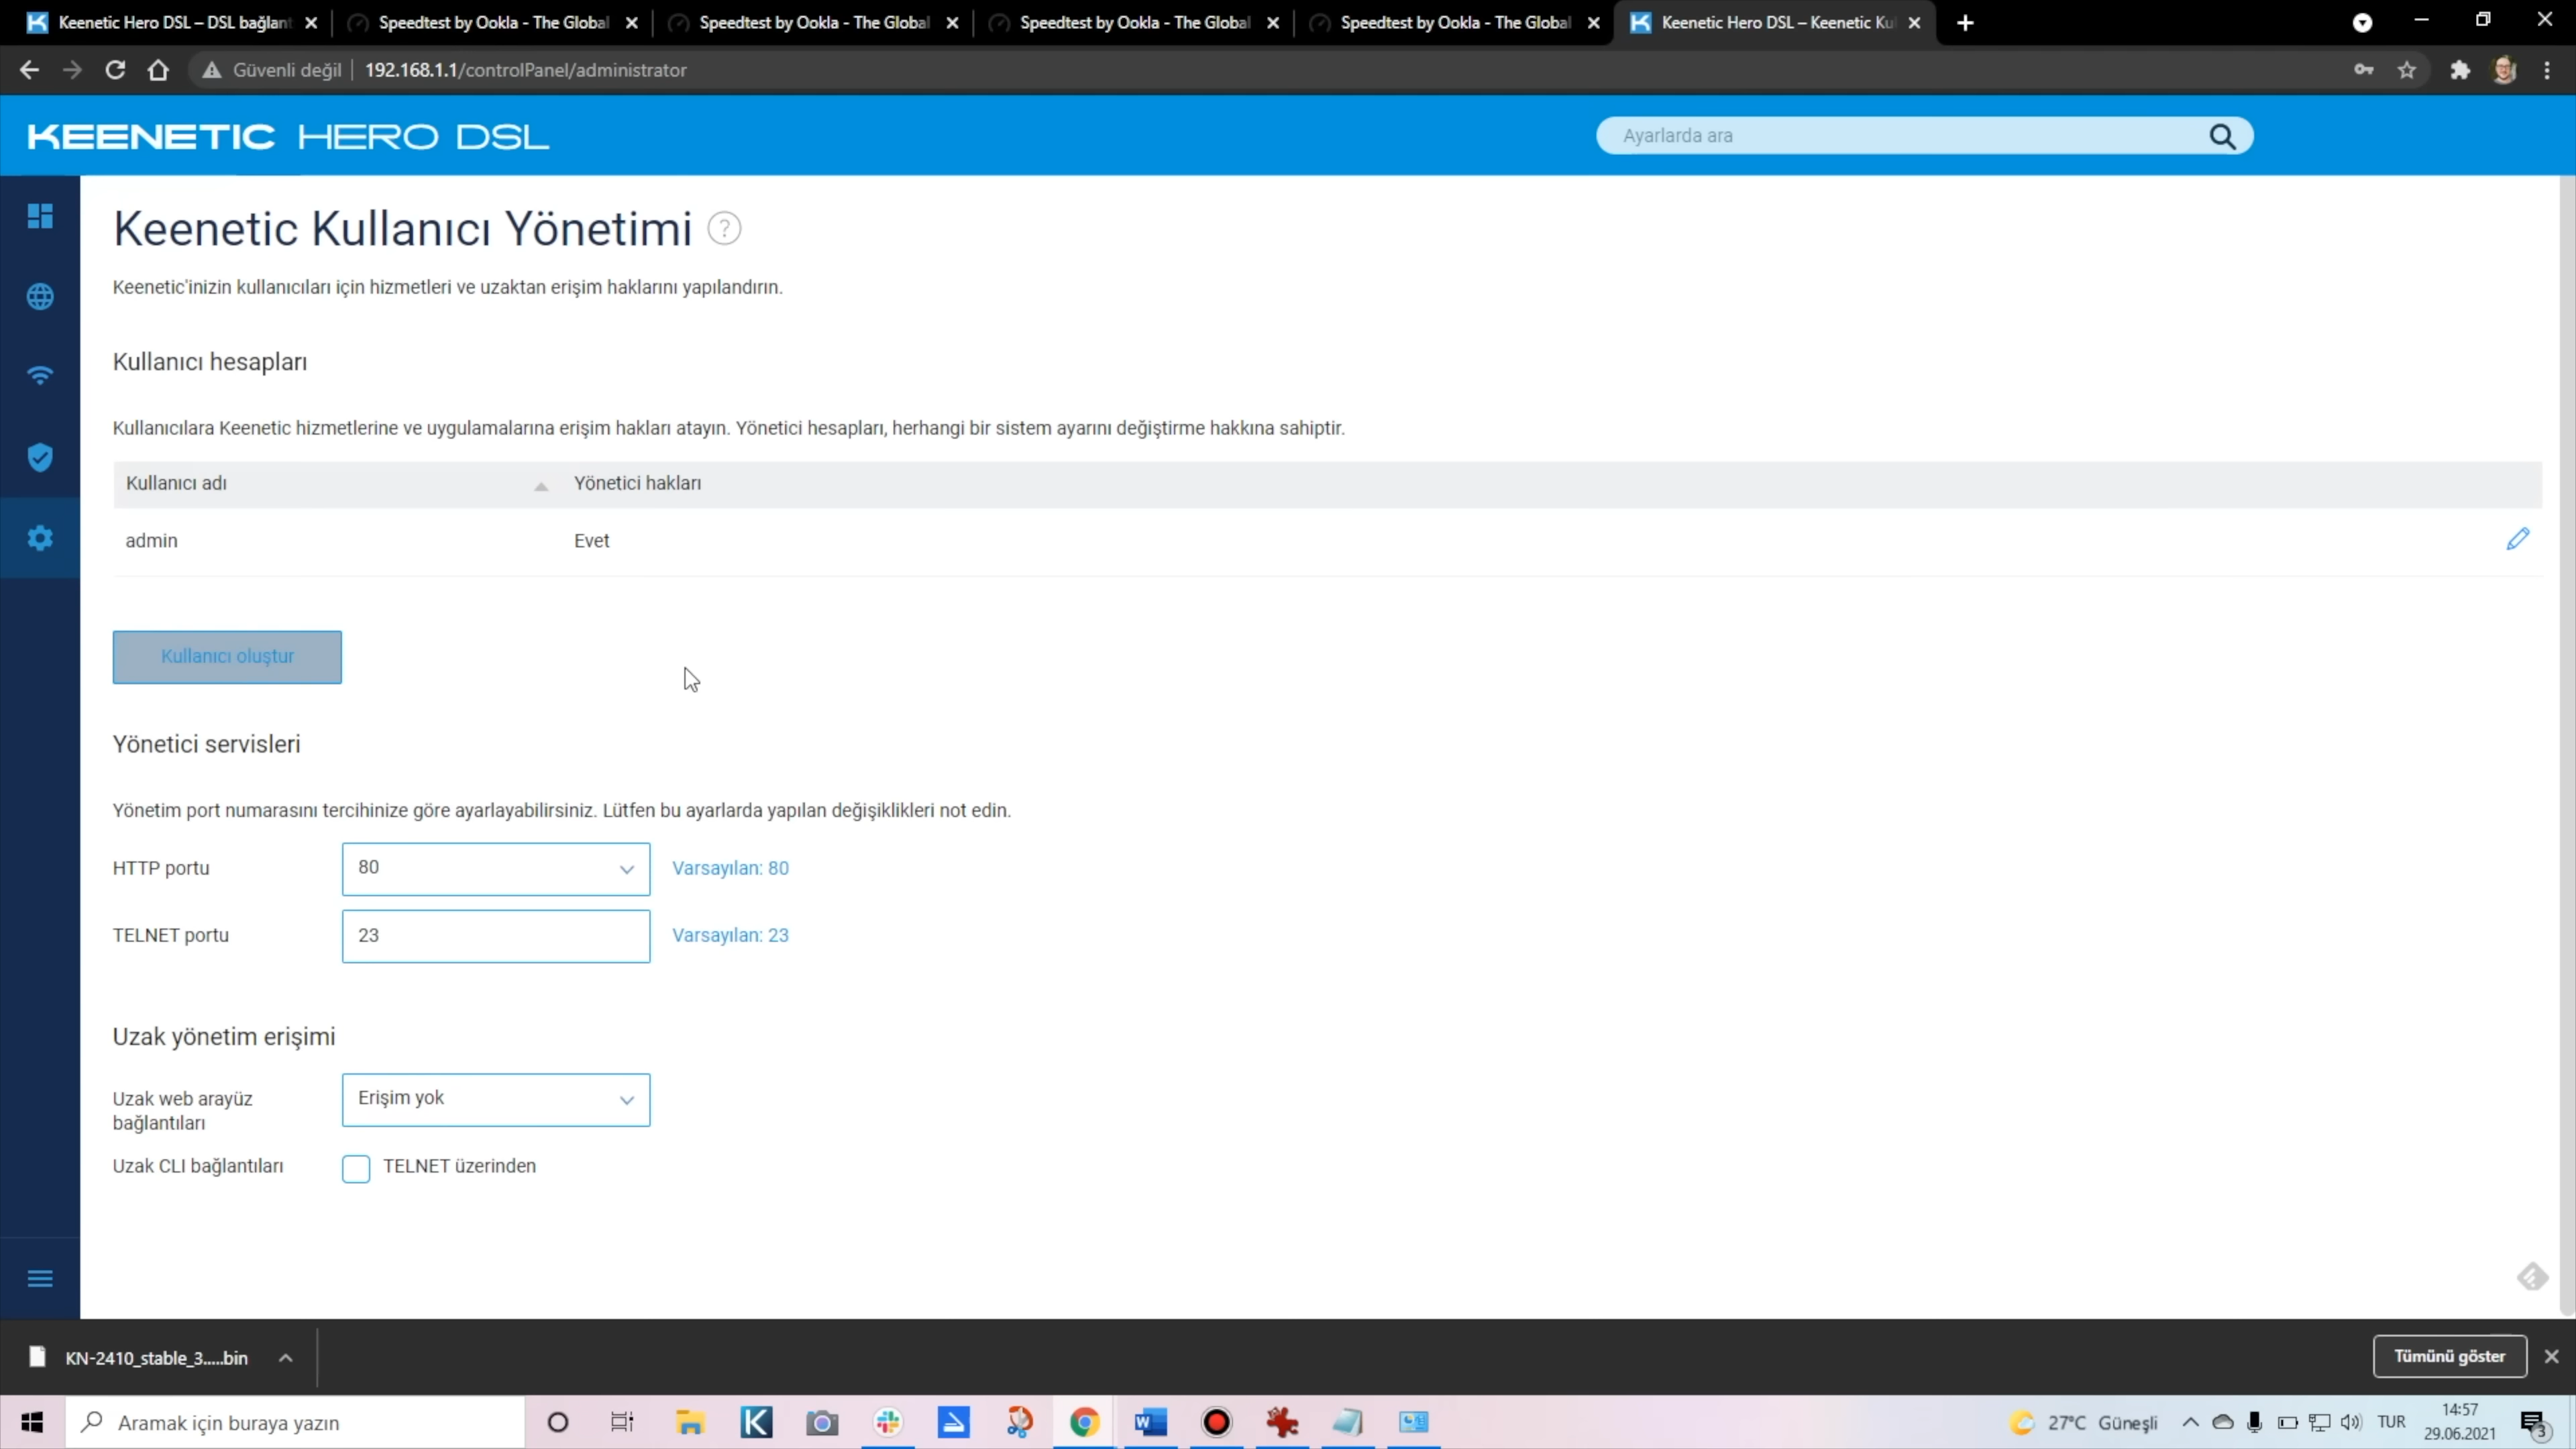 Keenetic Hero DSL – DSL bağlant
Speedtest by Ookla - The Global
Speedtest by Ookla - The Global
Speedtest by Ookla - The Global
Speedtest by Ookla - The Global
Keenetic Hero DSL – Keenetic Ku
Güvenli değil
192.168.1.1/controlPanel/administrator
KEENETIC HERO DSL
Ayarlarda ara
Keenetic Kullanıcı Yönetimi ?
Keenetic'inizin kullanıcıları için hizmetleri ve uzaktan erişim haklarını yapılandırın.
Kullanıcı hesapları
Kullanıcılara Keenetic hizmetlerine ve uygulamalarına erişim hakları atayın. Yönetici hesapları, herhangi bir sistem ayarını değiştirme hakkına sahiptir.
Kullanıcı adı
Yönetici hakları
admin
Evet
Kullanıcı oluştur
Yönetici servisleri
Yönetim port numarasını tercihinize göre ayarlayabilirsiniz. Lütfen bu ayarlarda yapılan değişiklikleri not edin.
HTTP portu
80
Varsayılan: 80
TELNET portu
23
Varsayılan: 23
Uzak yönetim erişimi
Uzak web arayüz
bağlantıları
Erişim yok
Uzak CLI bağlantıları
TELNET üzerinden
KN-2410_stable_3.....bin
Tümünü göster
Aramak için buraya yazın
27°C Güneşli
TUR
14:57
29.06.2021
3